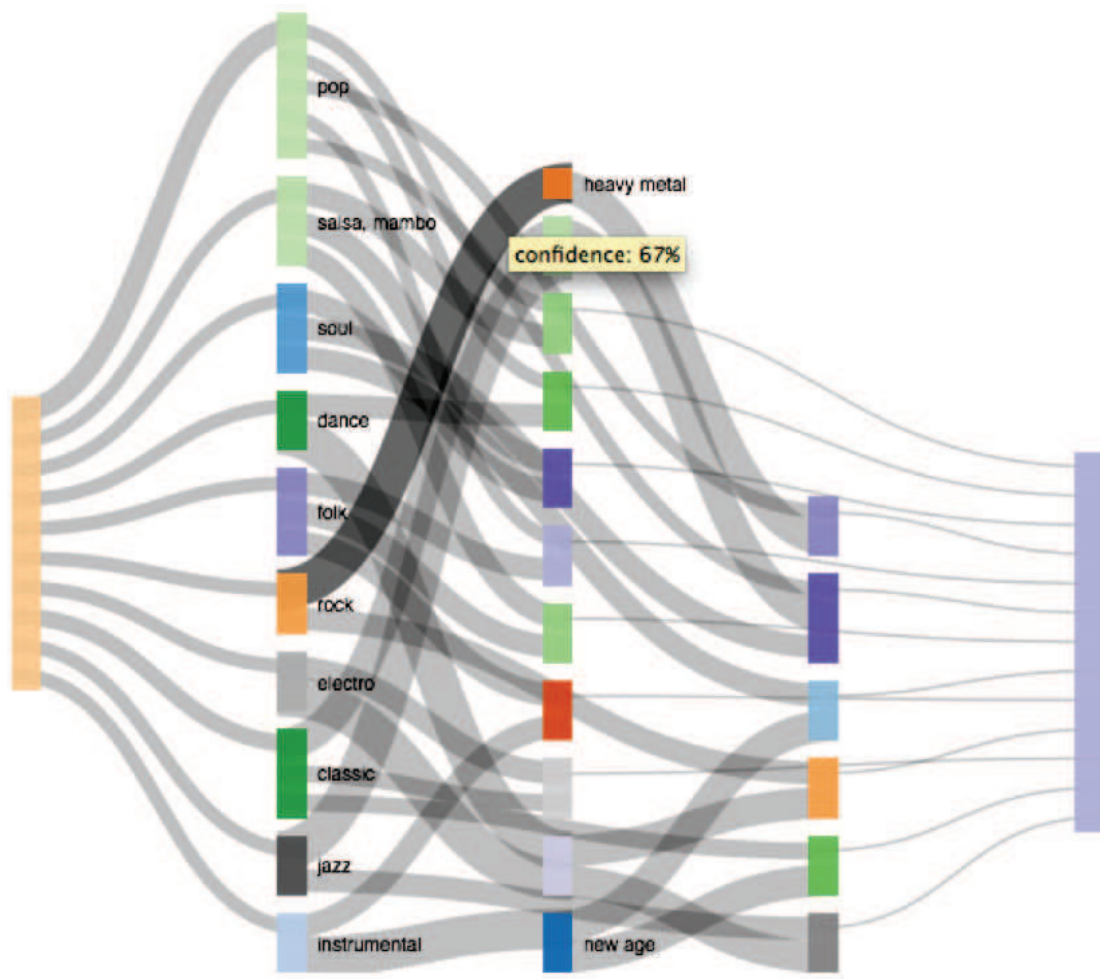 pop
salsa, mambo
soul
dance
folk
rock
electro
classic
jazz
instrumental
heavy metal
confidence: 67%
new age